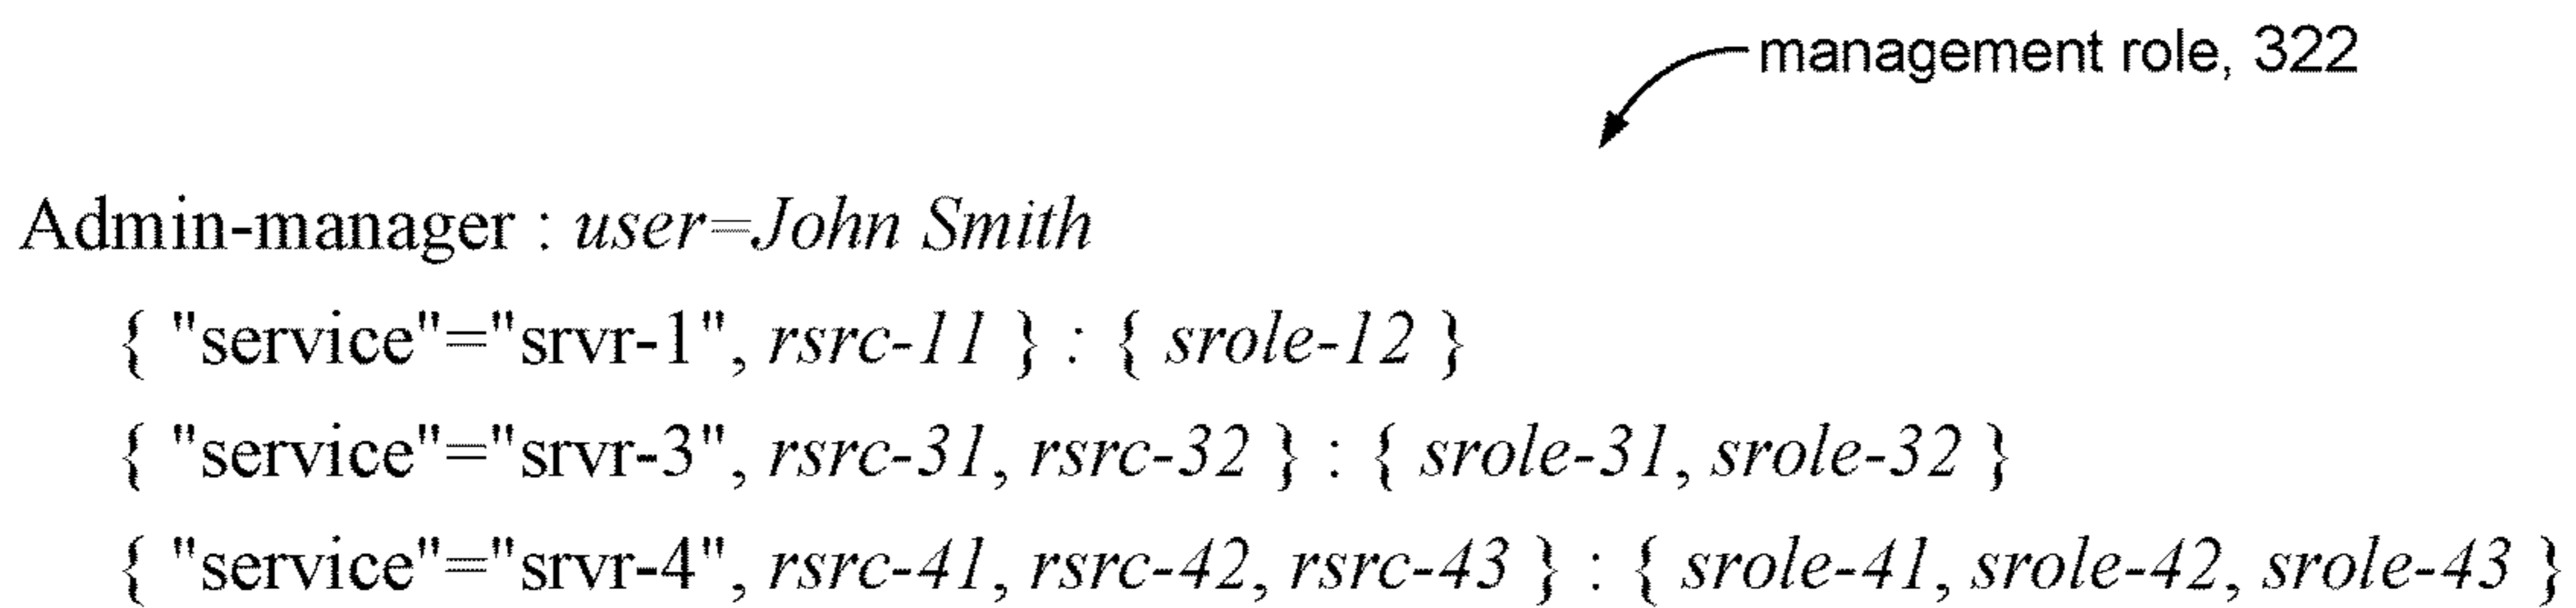 management role, 322
Admin-manager : user=John Smith
{ "service"="srvr-1", rsrc-11 } : { srole-12 }
{ "service"="srvr-3", rsrc-31, rsrc-32 } : { srole-31, srole-32 }
{ "service"="srvr-4", rsrc-41, rsrc-42, rsrc-43 } : { srole-41, srole-42, srole-43 }